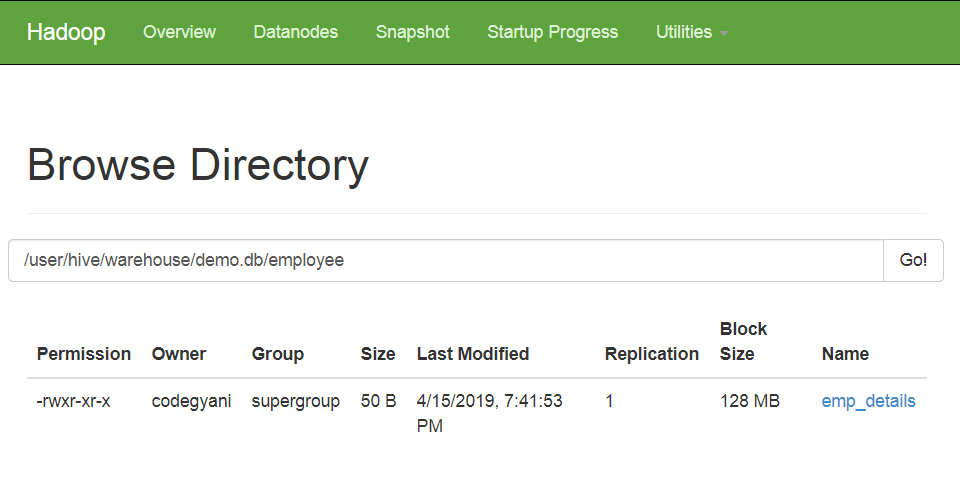 Hadoop Overview Datanodes Snapshot Startup Progress Utilities
Browse Directory
/user/hive/warehouse/demo.db/employee Go!
Permission Owner Group Size Last Modified Replication Block Size Name
-rwxr-xr-x codegyani supergroup 50 B 4/15/2019, 7:41:53 PM 1 128 MB emp_details